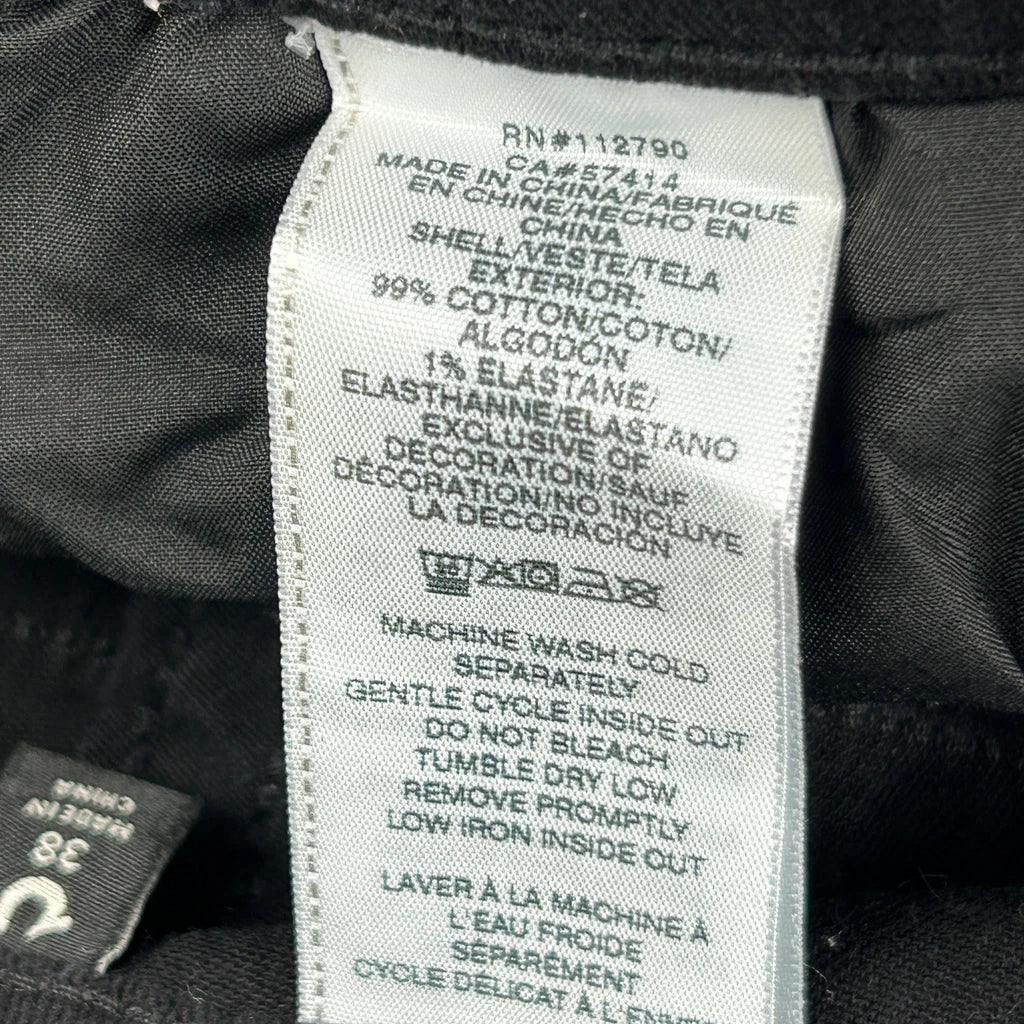 RN#112790
CA#57414
MADE IN CHINA/FABRIQUÉ
EN CHINE/HECHO EN
CHINA
SHELL/VESTE/TELA
EXTERIOR:
99% COTTON/COTON/
ALGODÓN
1% ELASTANE/
ELASTHANNE/ELASTANO
EXCLUSIVE OF
DECORATION/SAUF
DÉCORATION/NO INCLUYE
LA DECORACIÓN
MACHINE WASH COLD
SEPARATELY
GENTLE CYCLE INSIDE OUT
DO NOT BLEACH
TUMBLE DRY LOW
REMOVE PROMPTLY
LOW IRON INSIDE OUT
LAVER À LA MACHINE À
L'EAU FROIDE
SÉPARÉMENT
CYCLE DÉLICAT À
38
MADE IN
CHINA